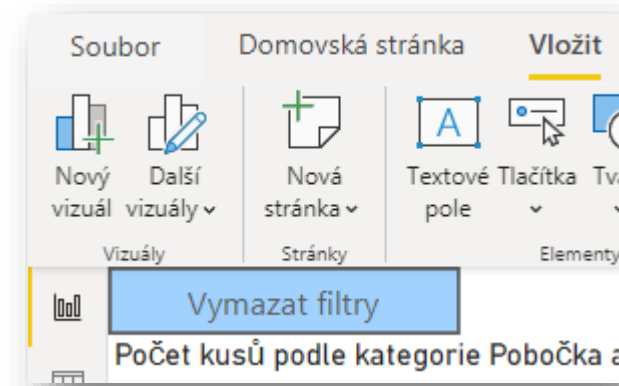 Soubor Domovská stránka Vložit
Nový vizuál Další vizuály Nová stránka Textové pole Tlačítka
Vizuály Stránky Elementy
Vymazat filtry
Počet kusů podle kategorie Pobočka a